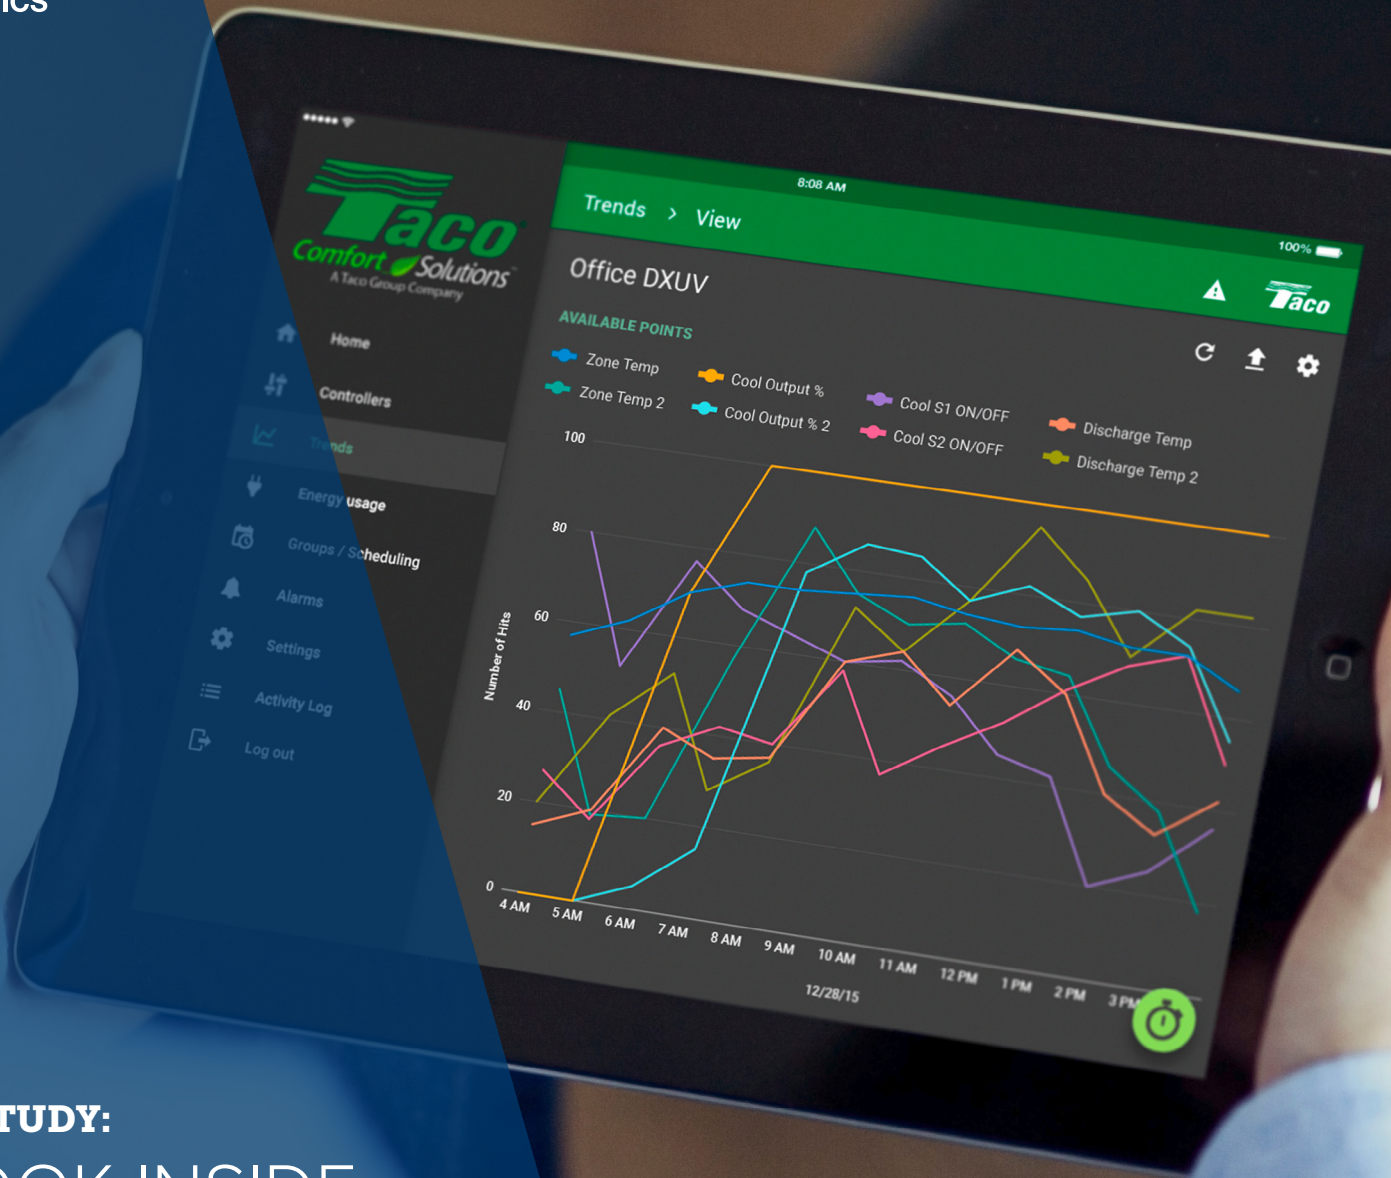 ics
8:08 AM
100%
Taco
Comfort Solutions™
A Taco Group Company
Trends > View
Taco
Office DXUV
AVAILABLE POINTS
Zone Temp
Cool Output %
Cool S1 ON/OFF
Discharge Temp
Zone Temp 2
Cool Output % 2
Cool S2 ON/OFF
Discharge Temp 2
Home
Controllers
Trends
Energy usage
Groups / Scheduling
Alarms
Settings
Activity Log
Log out
Number of Hits
100
80
60
40
20
0
4 AM 5 AM 6 AM 7 AM 8 AM 9 AM 10 AM 11 AM 12 PM 1 PM 2 PM 3 PM
12/28/15
TUDY:
OOK INSIDE